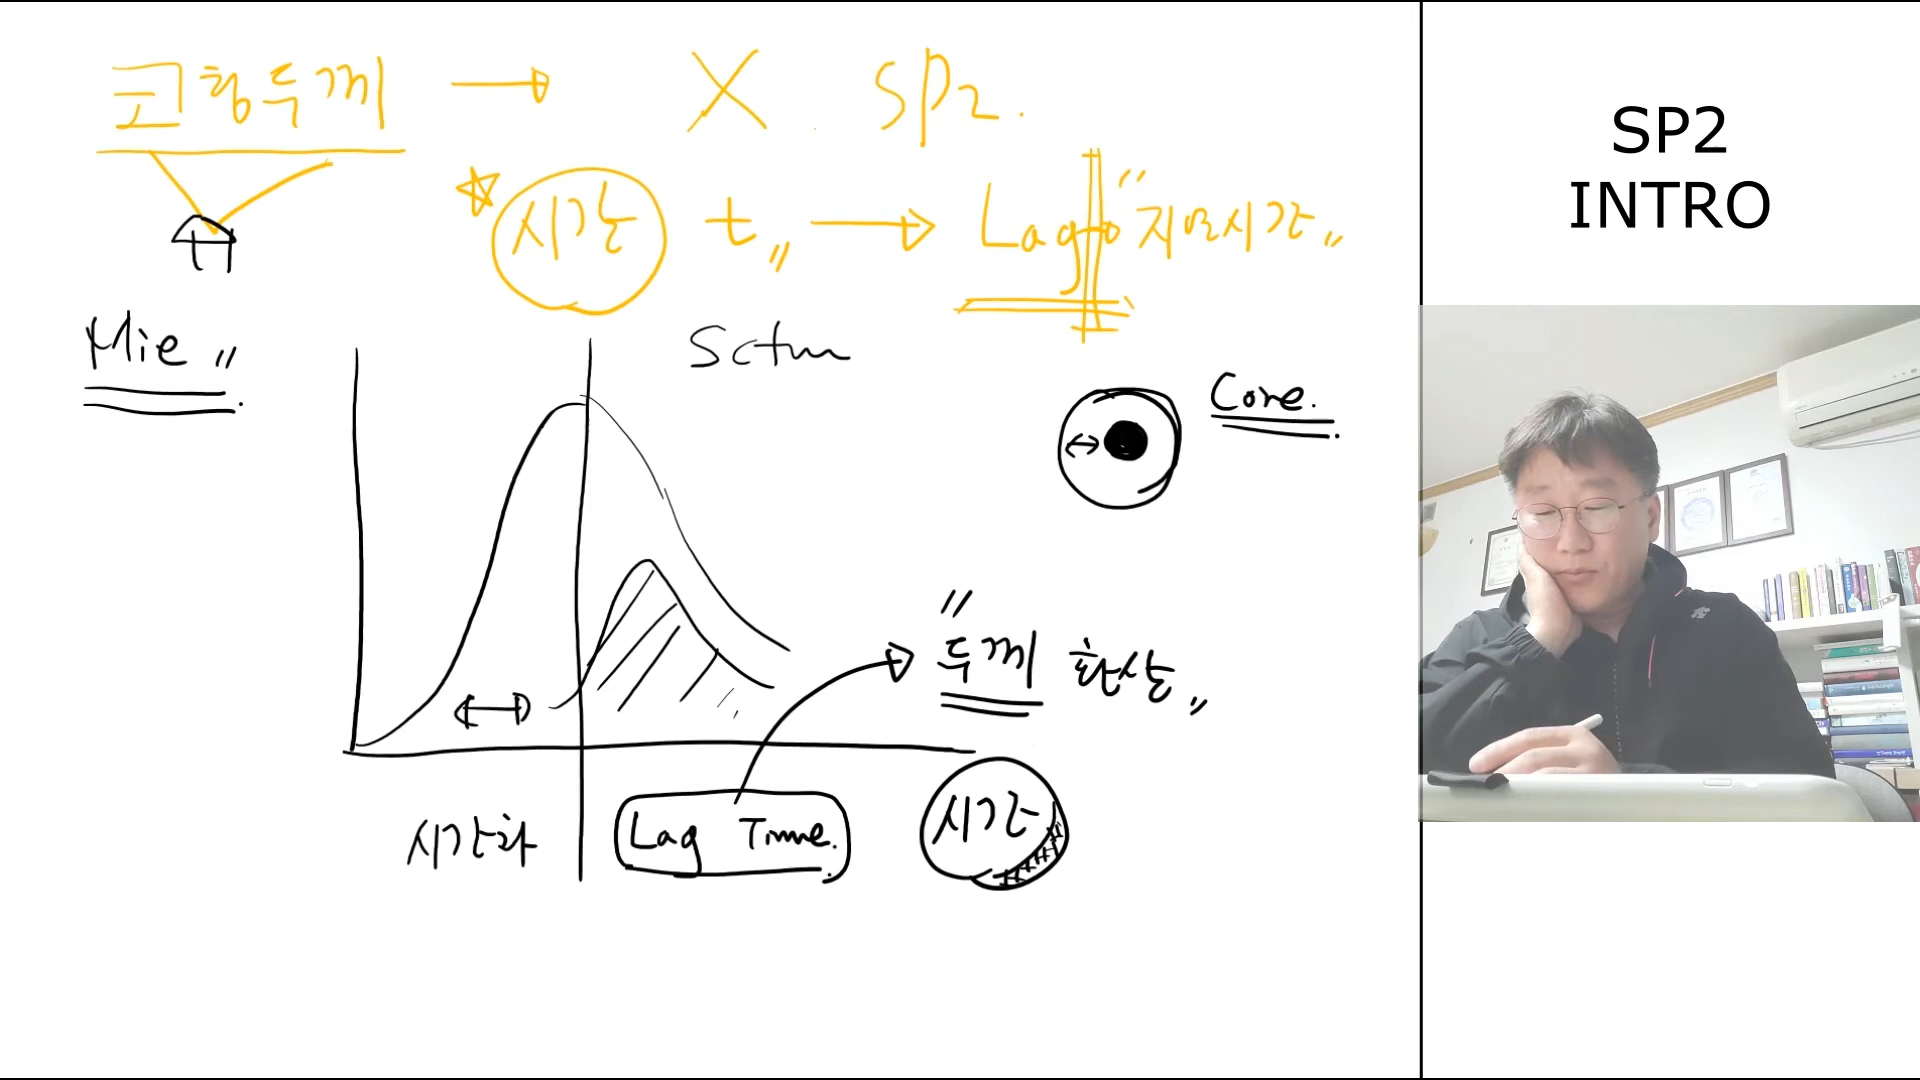 코팅두께 → X SP2.
시간 t〃 → Lag "지연시간〃
Mie〃
Core.
"두께 환산〃
시간차
Lag Time.
시간
SP2
INTRO